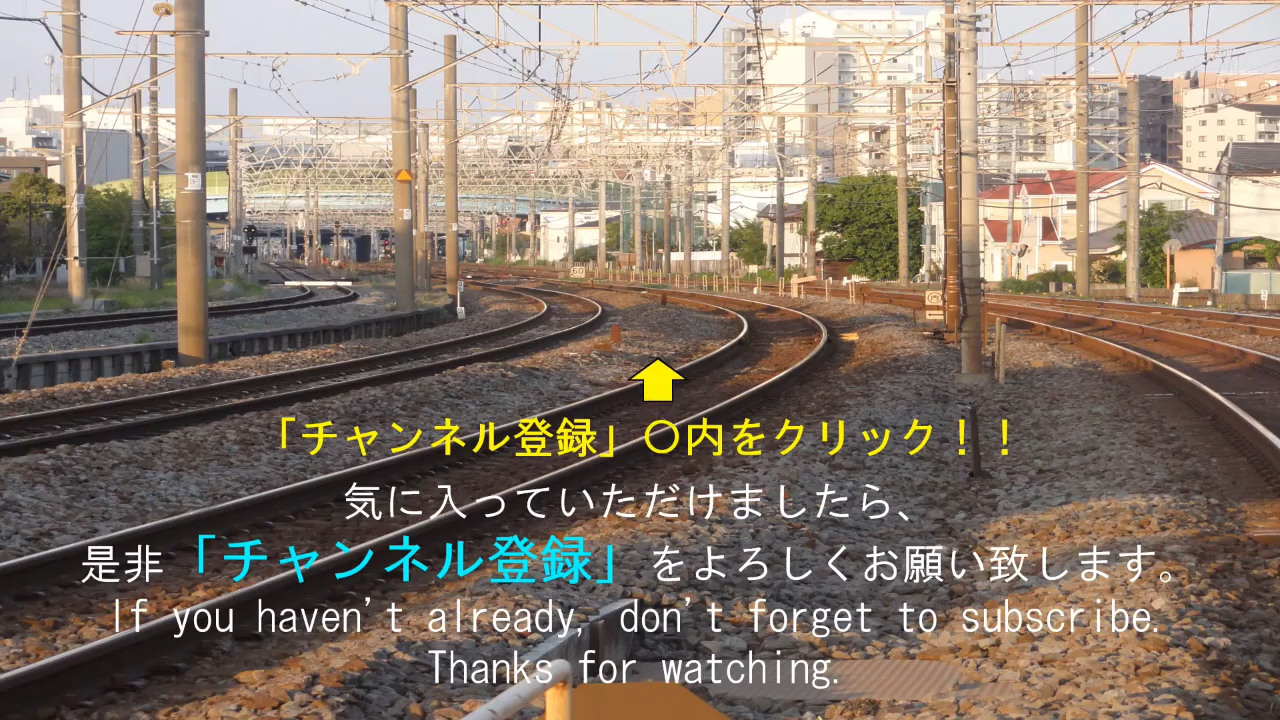 60
「チャンネル登録」〇内をクリック！！
気に入っていただけましたら、
是非「チャンネル登録」をよろしくお願い致します。
If you haven't already, don't forget to subscribe.
Thanks for watching.